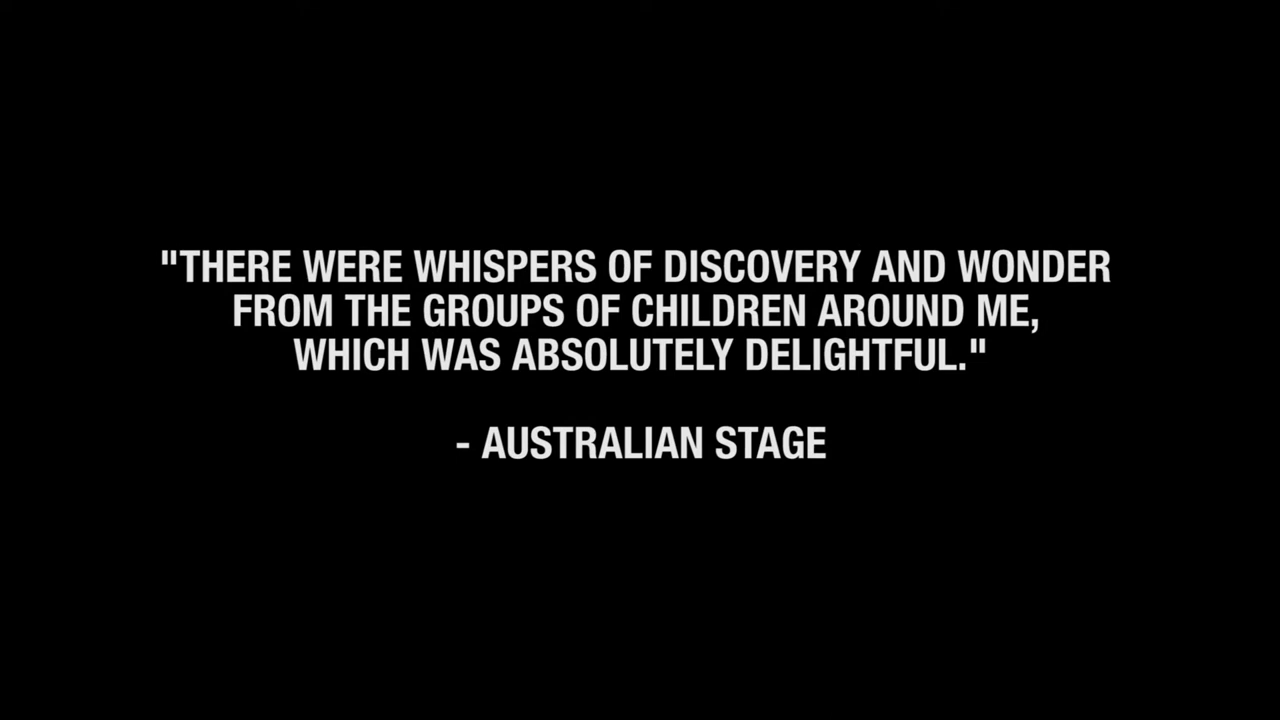 "THERE WERE WHISPERS OF DISCOVERY AND WONDER
FROM THE GROUPS OF CHILDREN AROUND ME,
WHICH WAS ABSOLUTELY DELIGHTFUL."
- AUSTRALIAN STAGE